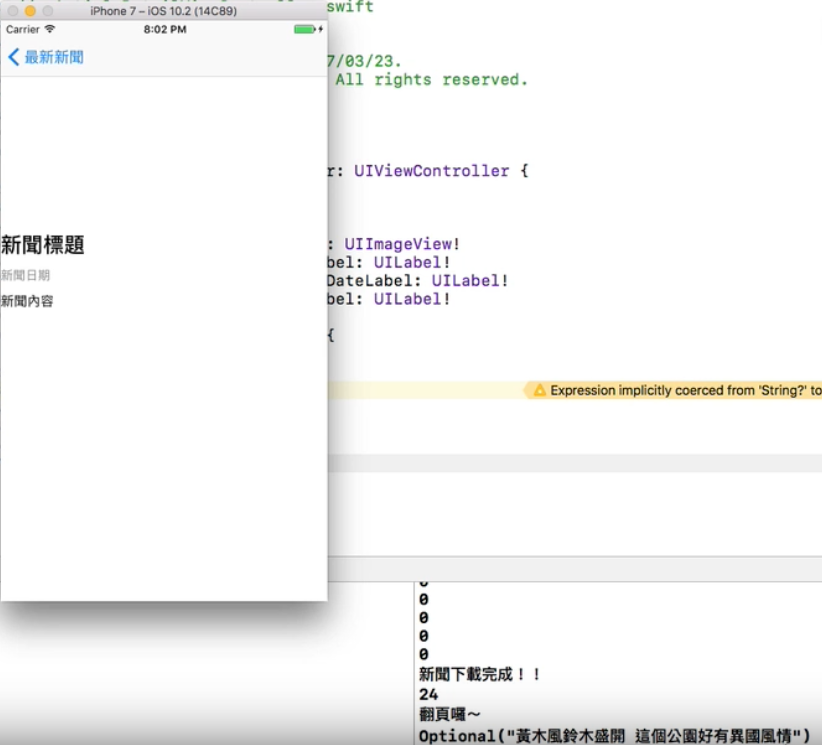 swift
iPhone 7 – iOS 10.2 (14C89)
Carrier
8:02 PM
最新新聞
7/03/23.
All rights reserved.
r: UIViewController {
新聞標題
: UIImageView!
bel: UILabel!
新聞日期
DateLabel: UILabel!
新聞內容
bel: UILabel!
{
Expression implicitly coerced from 'String?' to
0
0
0
0
新聞下載完成！！
24
翻頁囉～
Optional("黃木風鈴木盛開 這個公園好有異國風情")